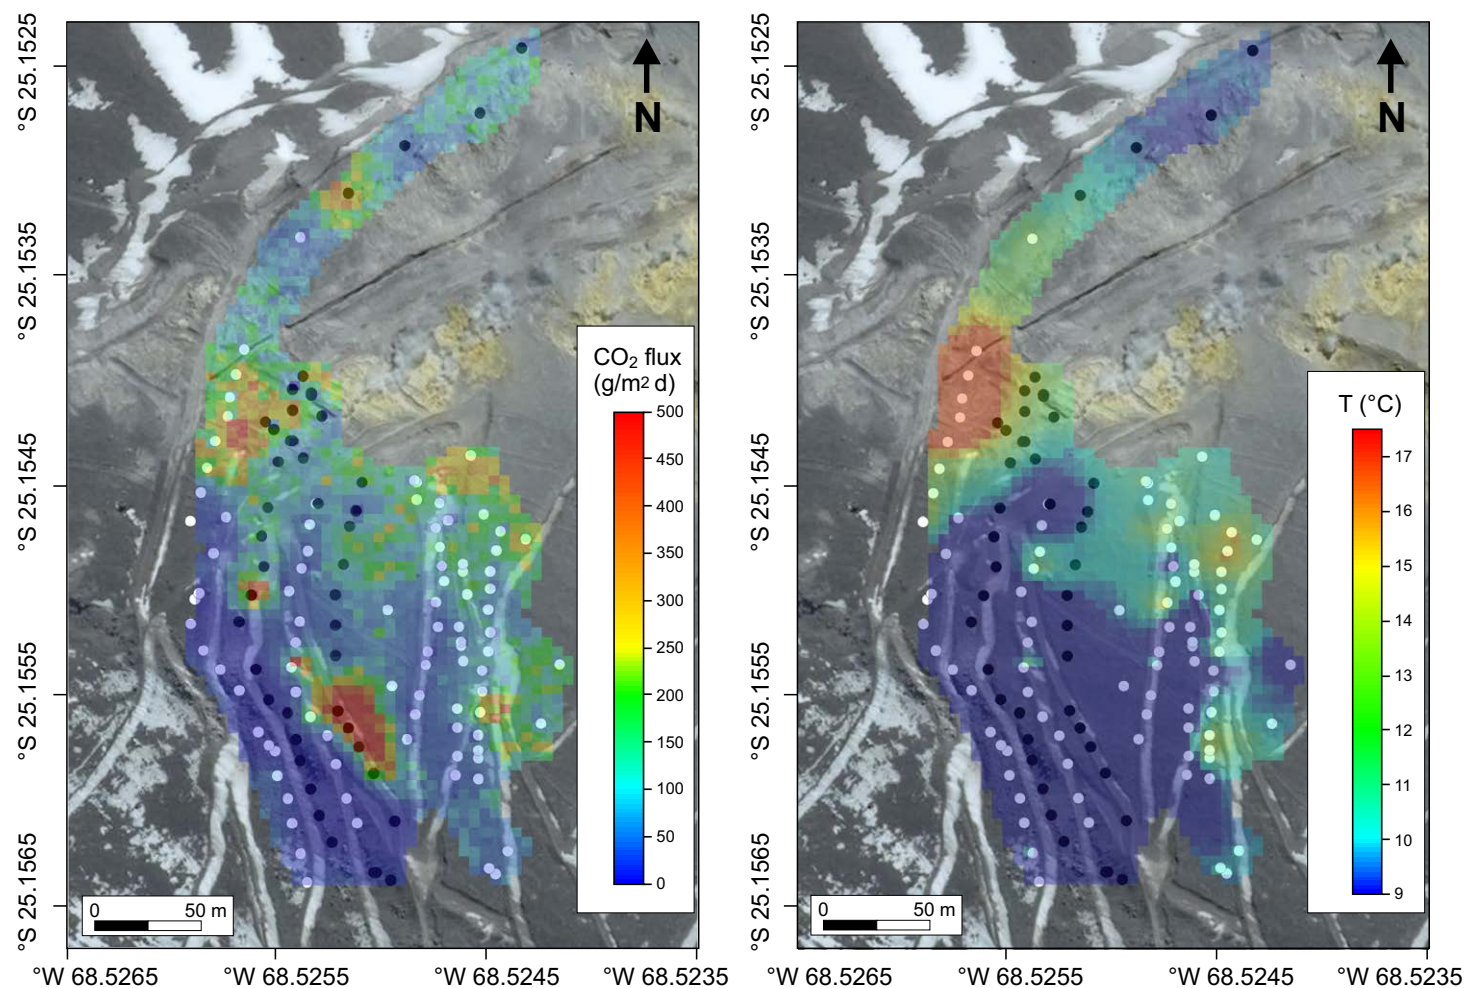 °S 25.1525
°S 25.1535
°S 25.1545
°S 25.1555
°S 25.1565
N
CO2 flux
(g/m2 d)
500
450
400
350
300
250
200
150
100
50
0
0 50 m
°W 68.5265
°W 68.5255
°W 68.5245
°W 68.5235
°S 25.1525
°S 25.1535
°S 25.1545
°S 25.1555
°S 25.1565
N
T (°C)
17
16
15
14
13
12
11
10
9
0 50 m
°W 68.5265
°W 68.5255
°W 68.5245
°W 68.5235